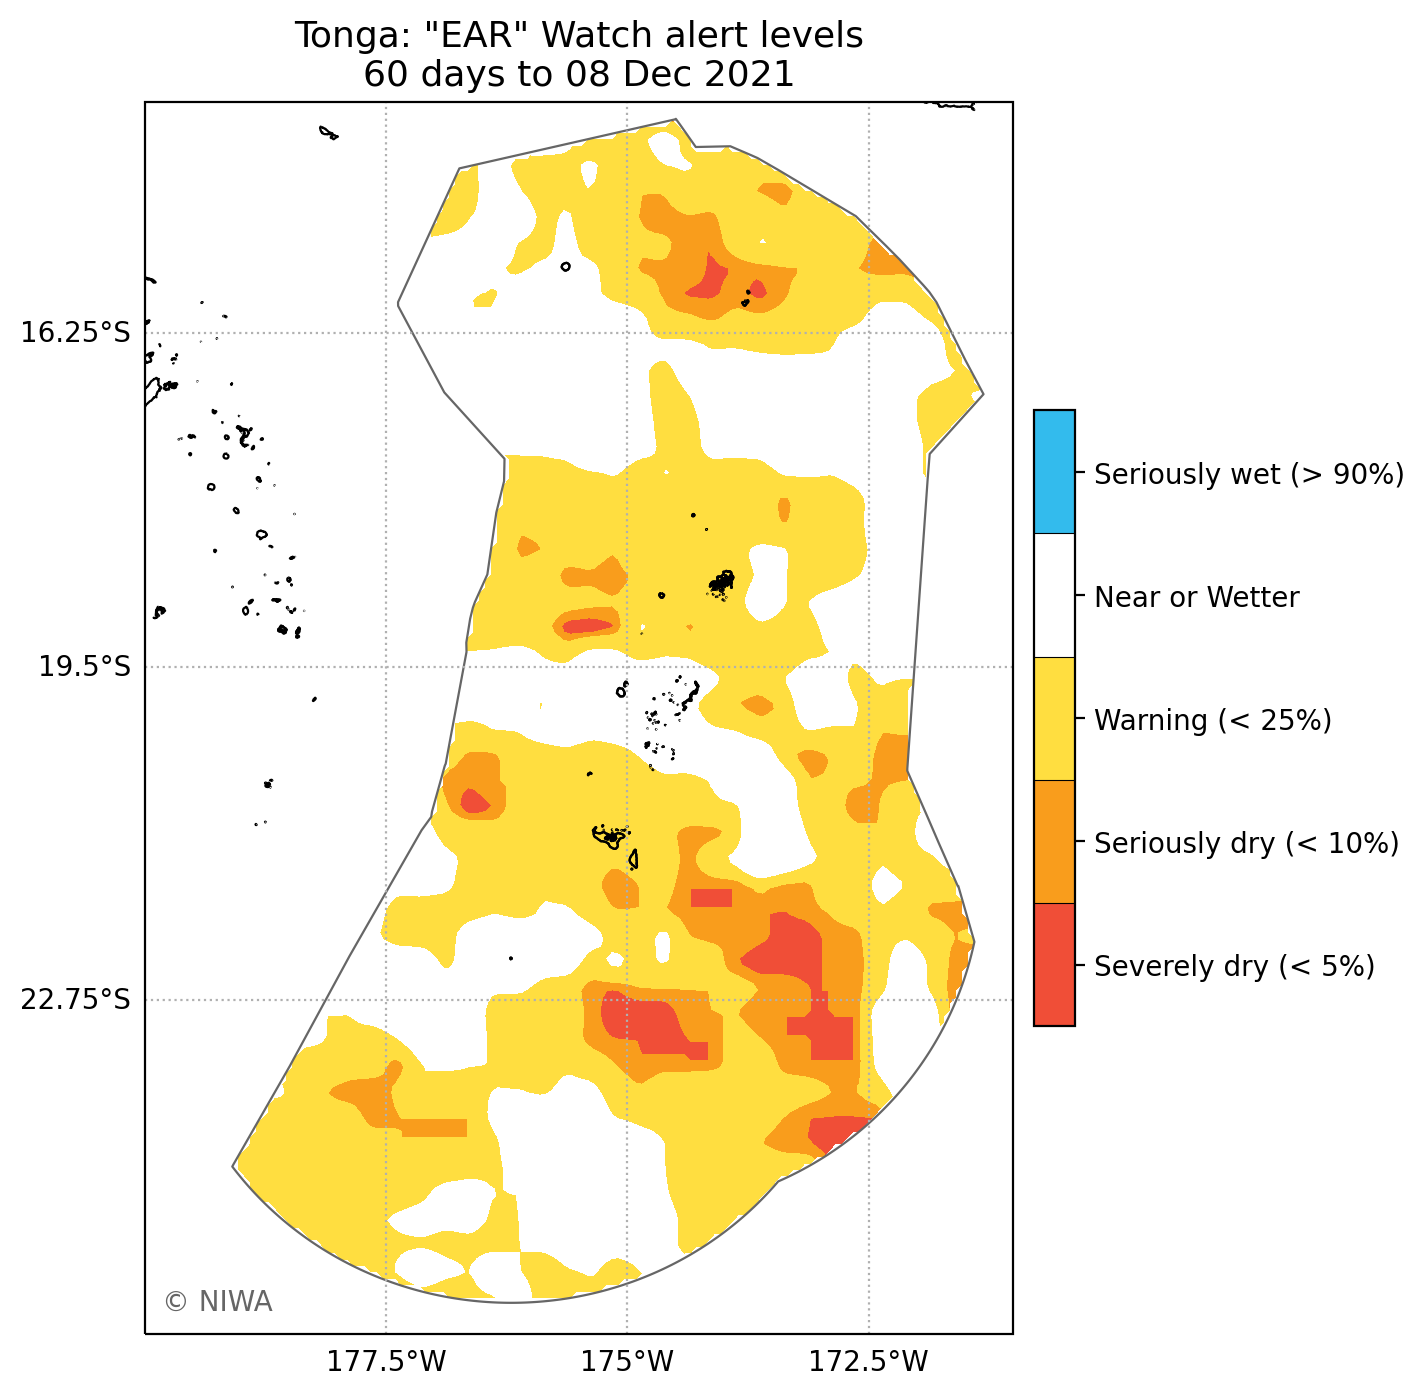 Tonga: "EAR" Watch alert levels
60 days to 08 Dec 2021
16.25°S
19.5°S
22.75°S
177.5°W
175°W
172.5°W
Seriously wet (> 90%)
Near or Wetter
Warning (< 25%)
Seriously dry (< 10%)
Severely dry (< 5%)
© NIWA